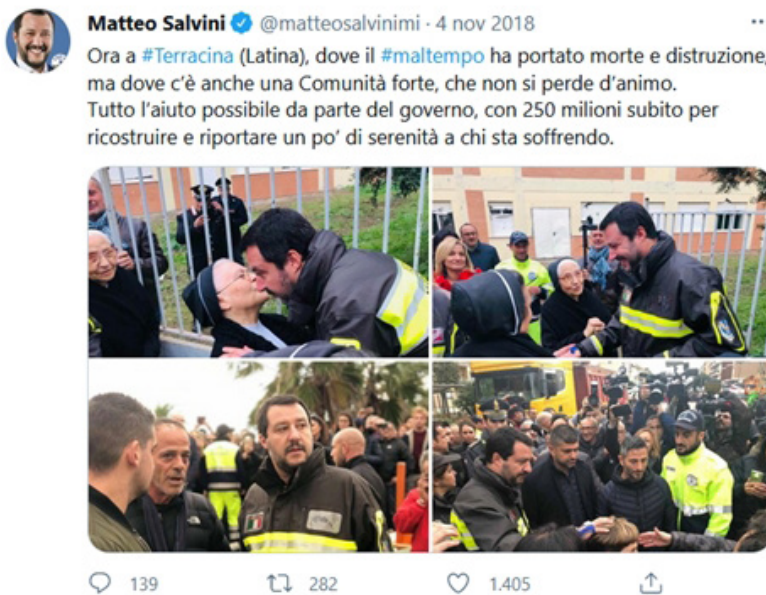 Matteo Salvini @matteosalvinimi · 4 nov 2018
Ora a #Terracina (Latina), dove il #maltempo ha portato morte e distruzione,
ma dove c'è anche una Comunità forte, che non si perde d'animo.
Tutto l'aiuto possibile da parte del governo, con 250 milioni subito per
ricostruire e riportare un po' di serenità a chi sta soffrendo.
139 282 1.405